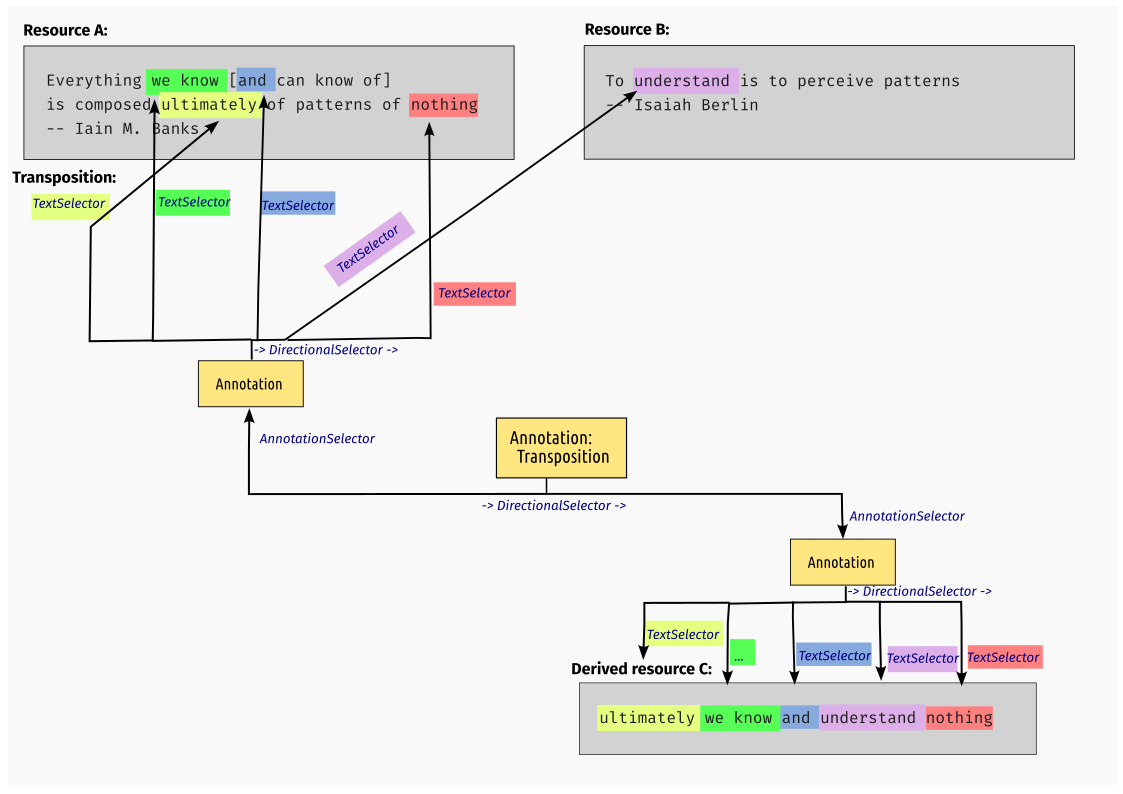 Resource A:
Resource B:
Everything we know [and can know of]
is composed ultimately of patterns of nothing
-- Iain M. Banks
To understand is to perceive patterns
-- Isaiah Berlin
Transposition:
TextSelector
TextSelector
TextSelector
TextSelector
TextSelector
-> DirectionalSelector ->
Annotation
AnnotationSelector
Annotation:
Transposition
-> DirectionalSelector ->
AnnotationSelector
Annotation
-> DirectionalSelector ->
TextSelector
...
TextSelector
TextSelector
TextSelector
Derived resource C:
ultimately we know and understand nothing